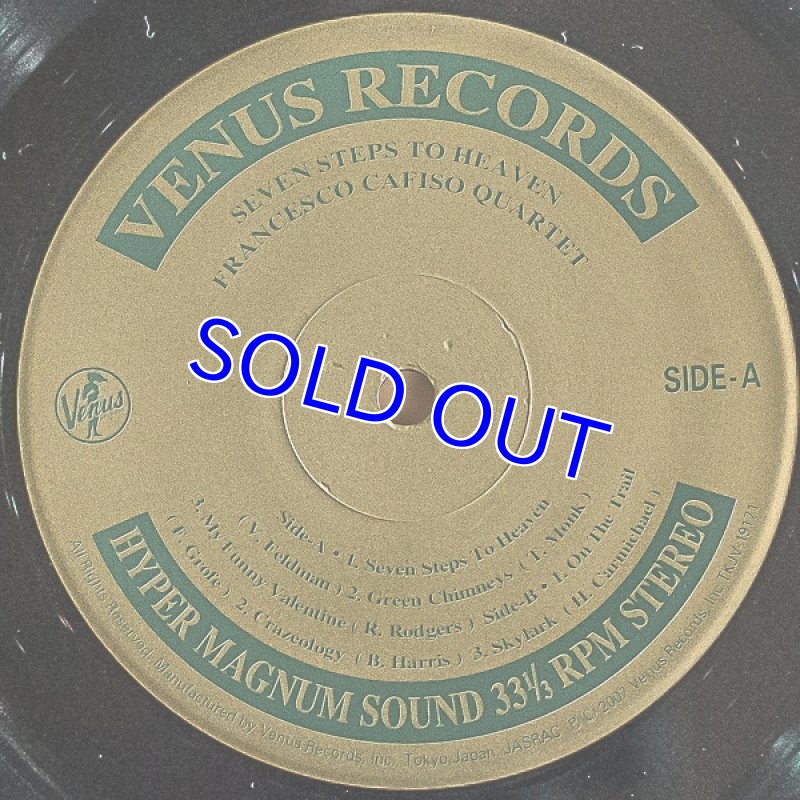 VENUS RECORDS
SEVEN STEPS TO HEAVEN
FRANCESCO CAFISO QUARTET
Venus
SIDE-A
SOLD OUT
Side-A • 1. Seven Steps To Heaven
( V. Feldman ) 2. Green Chimneys ( T. Monk )
3. My Funny Valentine ( R. Rodgers ) Side-B • 1. On The Trail
( F. Grofe ) 2. Crazeology ( B. Harris ) 3. Skylark ( H. Carmichael )
HYPER MAGNUM SOUND 33⅓ RPM STEREO
All Rights Reserved. Manufactured by Venus Records, Inc. Tokyo, Japan. JASRAC Ⓟ © 2007 Venus Records, Inc. TKJV-19171